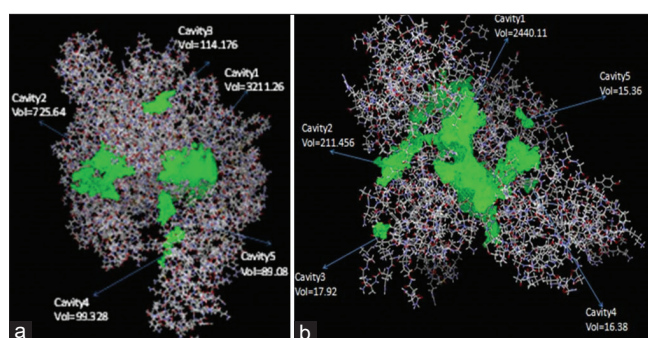 Cavity3
Vol=114.176
Cavity1
Vol=3211.26
Cavity2
Vol=725.64
Cavity5
Vol=89.08
Cavity4
Vol=99.328
a
Cavity1
Vol=2440.11
Cavity5
Vol=15.36
Cavity2
Vol=211.456
Cavity3
Vol=17.92
Cavity4
Vol=16.38
b